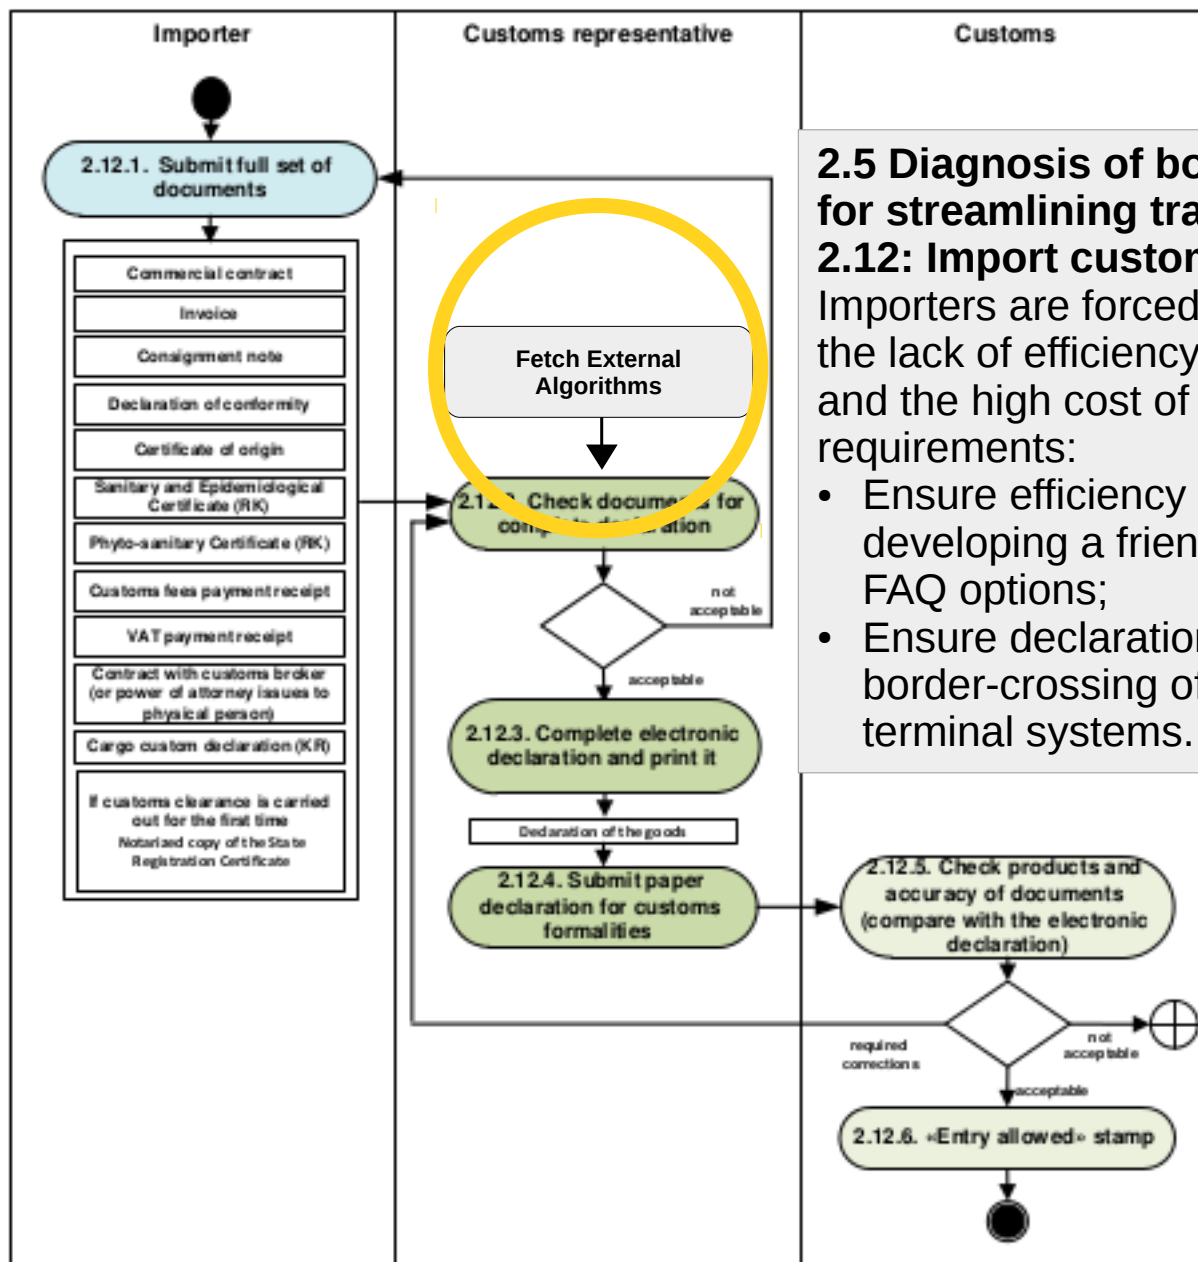 Importer
Customs representative
Customs
2.12.1. Submit full set of
documents
Commercial contract
Invoice
Consignment note
Declaration of conformity
Certificate of origin
Sanitary and Epidemiological
Certificate (RK)
Phyto-sanitary Certificate (RK)
Customs fees payment receipt
VAT payment receipt
Contract with customs broker
(or power of attorney issues to
physical person)
Cargo custom declaration (KR)
If customs clearance is carried
out for the first time
Notarized copy of the State
Registration Certificate
Fetch External
Algorithms
Check documents for
complete declaration
not
acceptable
acceptable
2.12.3. Complete electronic
declaration and print it
Declaration of the goods
2.12.4. Submit paper
declaration for customs
formalities
2.5 Diagnosis of
for streamlining
2.12: Import
Importers are forced
the lack of efficiency
and the high cost of
requirements:
• Ensure efficiency
developing a
FAQ options;
• Ensure
border-crossing
terminal systems.
2.12.5. Check products and
accuracy of documents
(compare with the electronic
declaration)
required
corrections
not
acceptable
acceptable
2.12.6. «Entry allowed» stamp